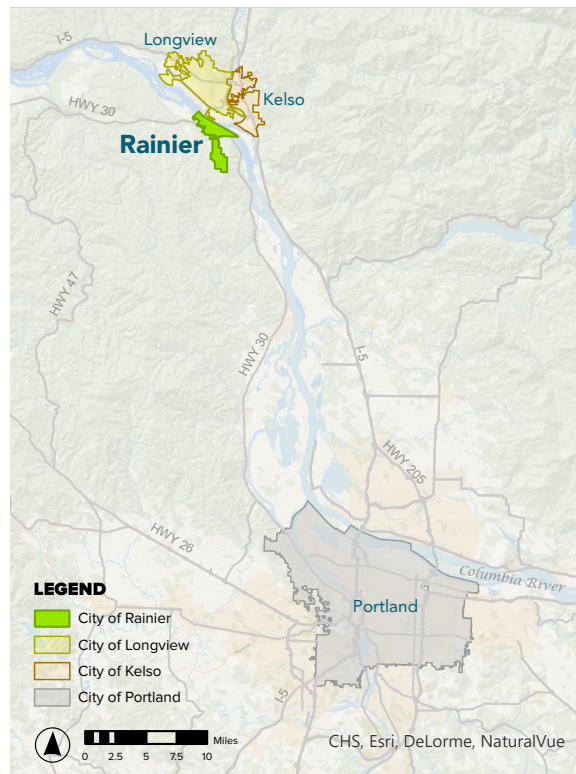 I-5
Longview
Kelso
HWY 30
Rainier
HWY 47
HWY 30
I-5
HWY 205
HWY 26
Columbia River
Portland
I-5
LEGEND
City of Rainier
City of Longview
City of Kelso
City of Portland
Miles
0 2.5 5 7.5 10
CHS, Esri, DeLorme, NaturalVue